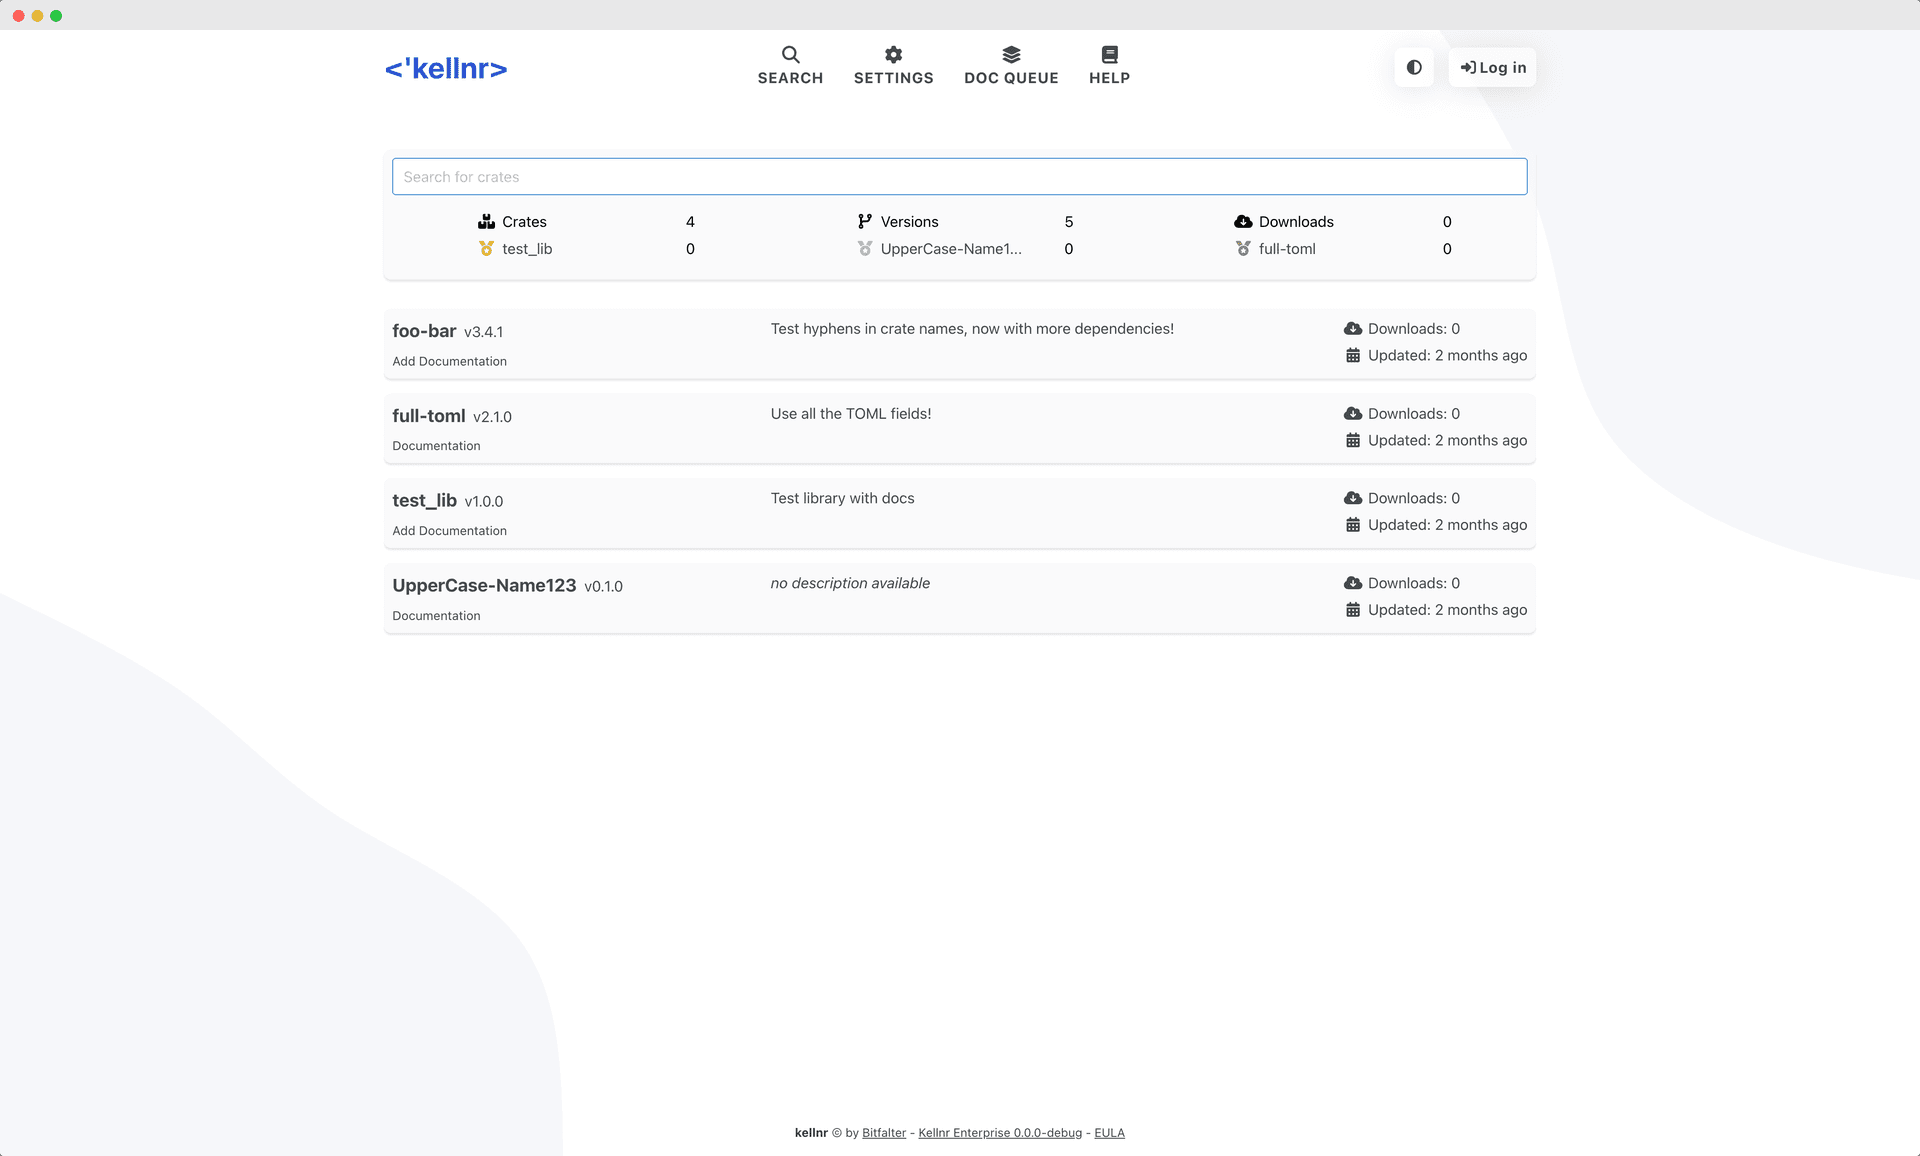 <'kellnr>
SEARCH SETTINGS DOC QUEUE HELP
Log in
Search for crates
Crates 4 Versions 5 Downloads 0
test_lib 0 UpperCase-Name1... 0 full-toml 0
foo-bar v3.4.1 Test hyphens in crate names, now with more dependencies! Downloads: 0
Add Documentation Updated: 2 months ago
full-toml v2.1.0 Use all the TOML fields! Downloads: 0
Documentation Updated: 2 months ago
test_lib v1.0.0 Test library with docs Downloads: 0
Add Documentation Updated: 2 months ago
UpperCase-Name123 v0.1.0 no description available Downloads: 0
Documentation Updated: 2 months ago
kellnr © by Bitfalter - Kellnr Enterprise 0.0.0-debug - EULA